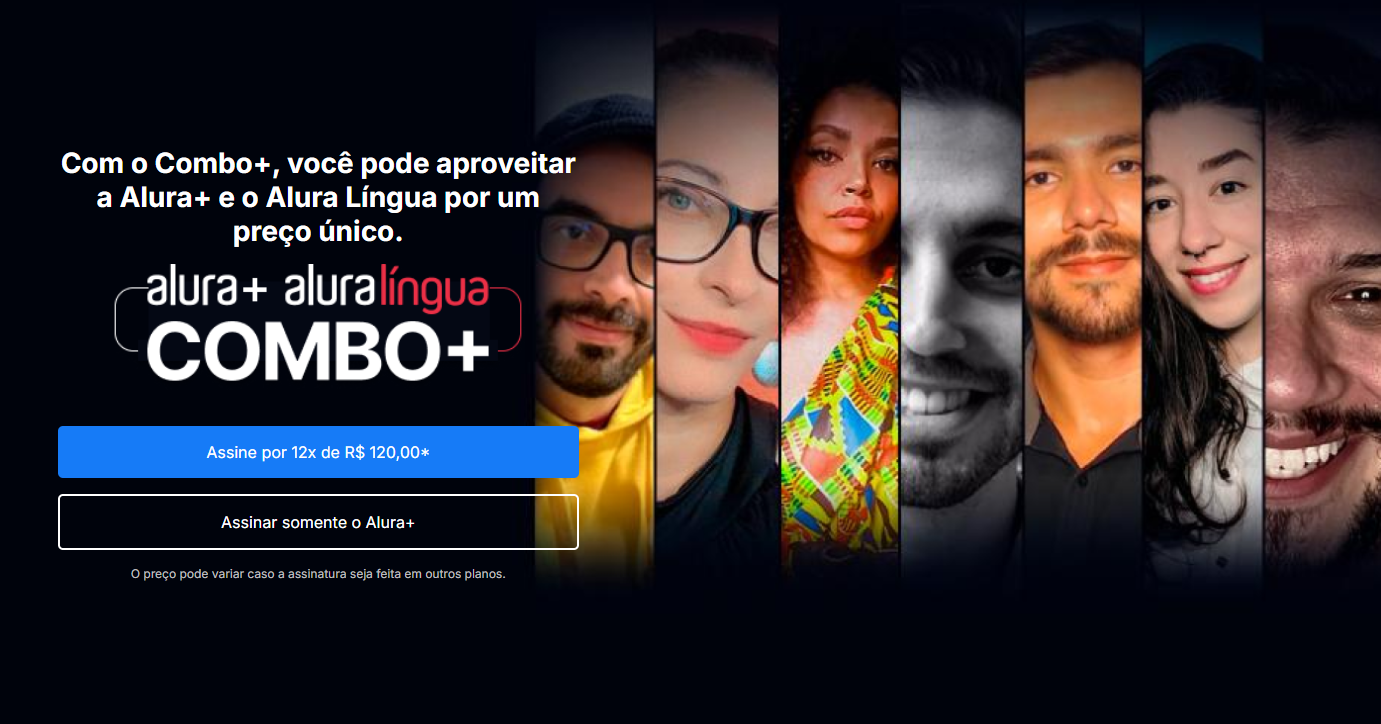 Com o Combo+, você pode aproveitar
a Alura+ e o Alura Língua por um
preço único.
alura+ aluralíngua
COMBO+
Assine por 12x de R$ 120,00*
Assinar somente o Alura+
O preço pode variar caso a assinatura seja feita em outros planos.